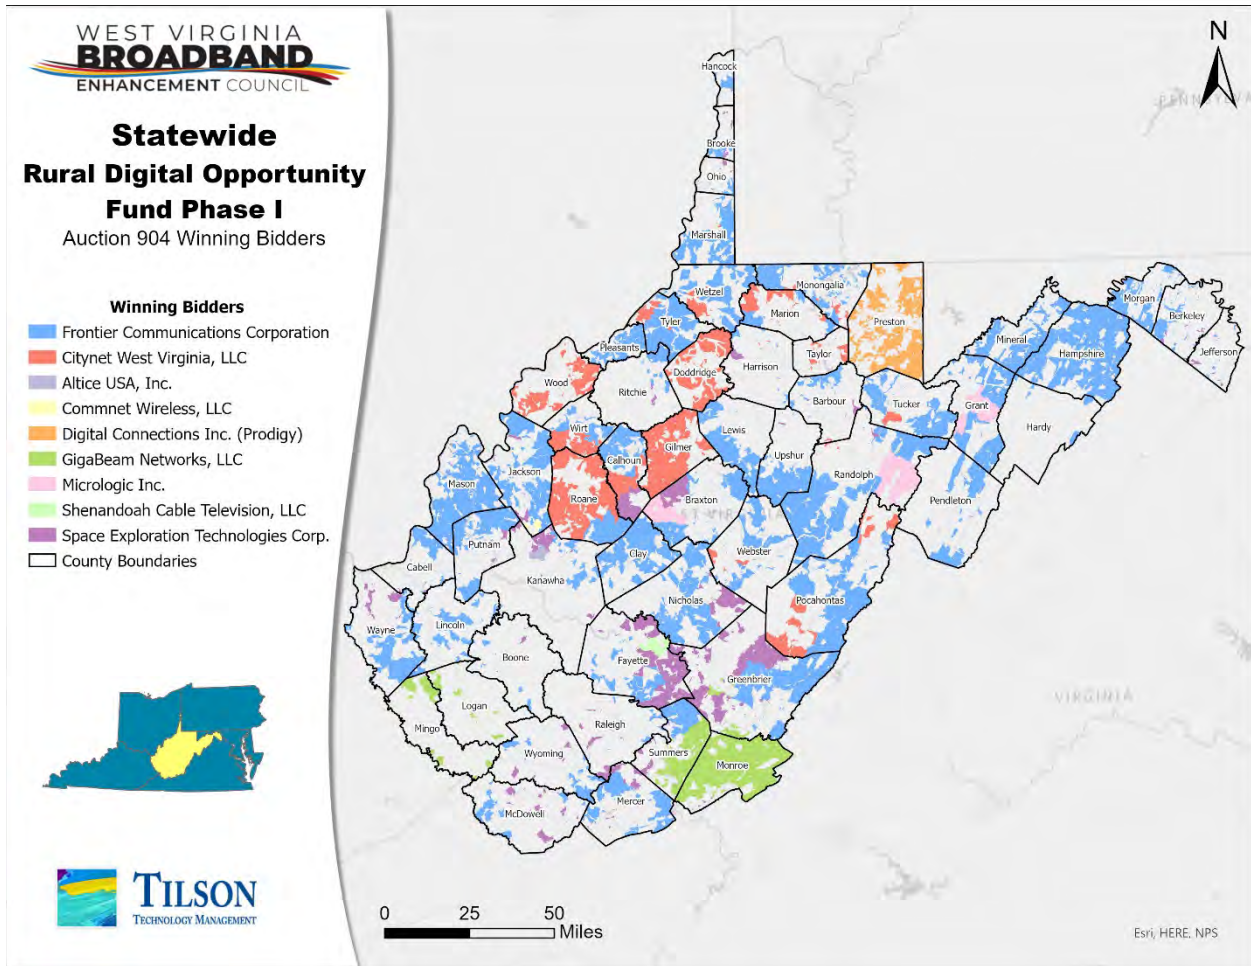 WEST VIRGINIA
BROADBAND
ENHANCEMENT COUNCIL
Statewide
Rural Digital Opportunity
Fund Phase I
Auction 904 Winning Bidders
Winning Bidders
Frontier Communications Corporation
Citynet West Virginia, LLC
Altice USA, Inc.
Commnet Wireless, LLC
Digital Connections Inc. (Prodigy)
GigaBeam Networks, LLC
Micrologic Inc.
Shenandoah Cable Television, LLC
Space Exploration Technologies Corp.
County Boundaries
TILSON
TECHNOLOGY MANAGEMENT
N
Hancock
Brooke
Ohio
Marshall
Wetzel
Monongalia
Marion
Preston
Tyler
Pleasants
Taylor
Doddridge
Harrison
Wood
Ritchie
Barbour
Tucker
Morgan
Berkeley
Jefferson
Mineral
Hampshire
Grant
Hardy
Wirt
Calhoun
Gilmer
Lewis
Upshur
Randolph
Pendleton
Jackson
Mason
Roane
Braxton
Putnam
Cabell
Kanawha
Clay
Webster
Nicholas
Pocahontas
Wayne
Lincoln
Boone
Fayette
Greenbrier
Mingo
Logan
Raleigh
Wyoming
Summers
Monroe
McDowell
Mercer
VIRGINIA
0 25 50
Miles
Esri, HERE, NPS